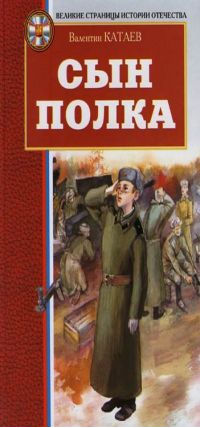 ВЕЛИКИЕ СТРАНИЦЫ ИСТОРИИ ОТЕЧЕСТВА
Валентин КАТАЕВ
СЫН
ПОЛКА